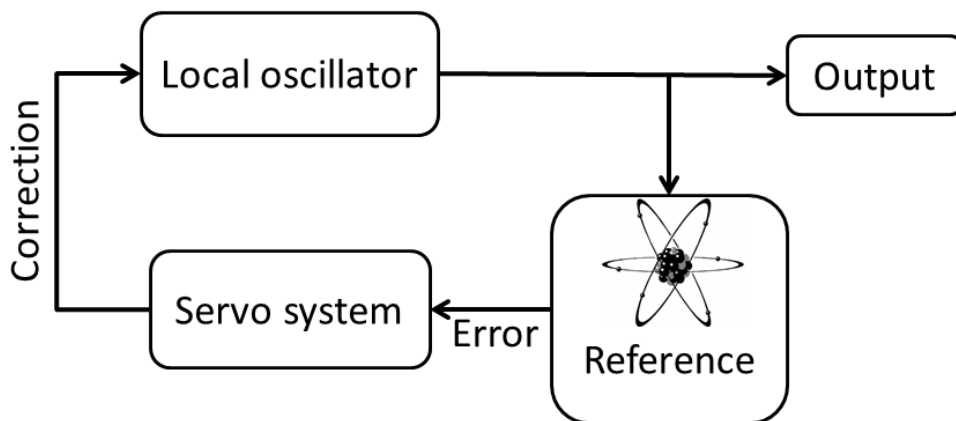 Local oscillator
Output
Correction
Servo system
Error
Reference